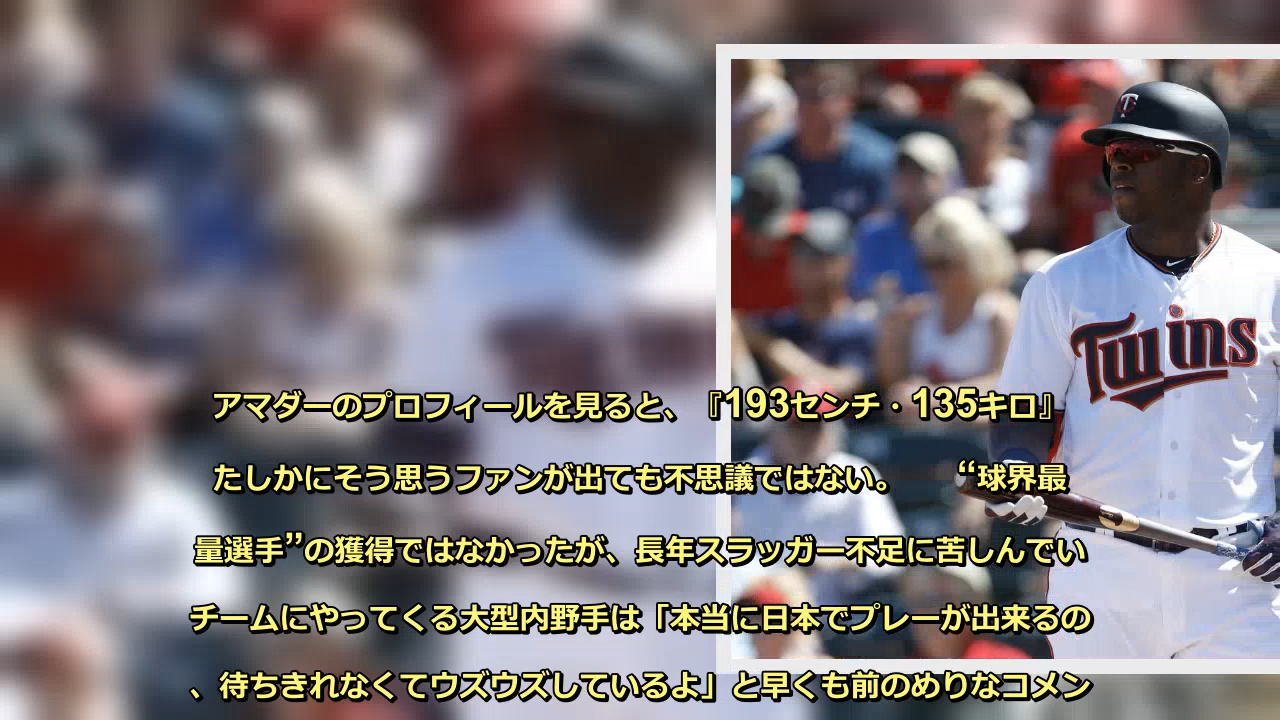 T C
Twins
アマダーのプロフィールを見ると、『193センチ・135キロ』
たしかにそう思うファンが出ても不思議ではない。 “球界最
量選手”の獲得ではなかったが、長年スラッガー不足に苦しんでい
チームにやってくる大型内野手は「本当に日本でプレーが出来るの
、待ちきれなくてウズウズしているよ」と早くも前のめりなコメン